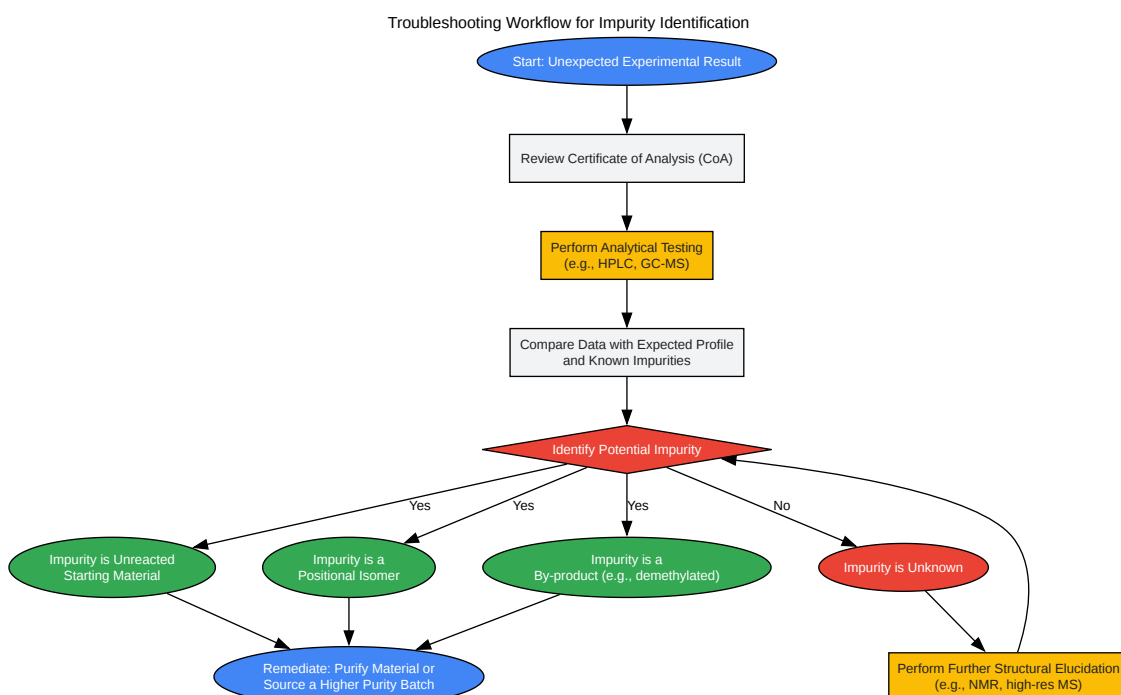 Troubleshooting Workflow for Impurity Identification
Start: Unexpected Experimental Result
Review Certificate of Analysis (CoA)
Perform Analytical Testing
(e.g., HPLC, GC-MS)
Compare Data with Expected Profile
and Known Impurities
Identify Potential Impurity
Yes
Yes
Yes
No
Impurity is Unreacted
Starting Material
Impurity is a
Positional Isomer
Impurity is a
By-product (e.g., demethylated)
Impurity is Unknown
Remediate: Purify Material or
Source a Higher Purity Batch
Perform Further Structural Elucidation
(e.g., NMR, high-res MS)